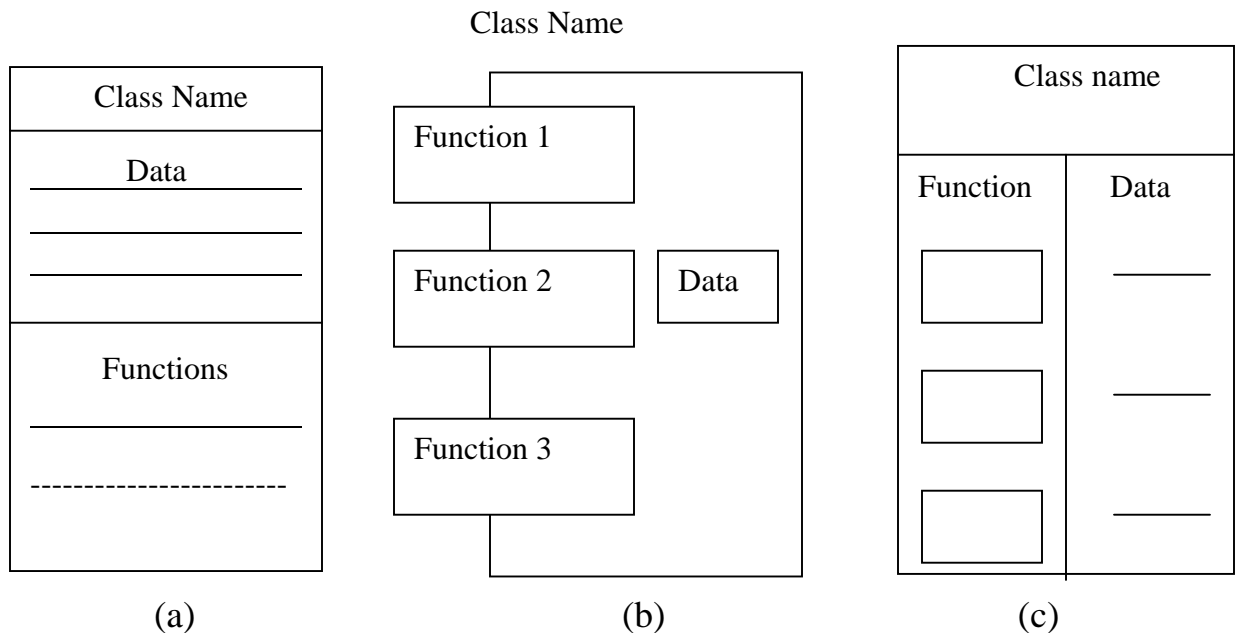 Class Name
Data
Functions
(a)
Class Name
Function 1
Function 2
Data
Function 3
(b)
Class name
Function
Data
(c)